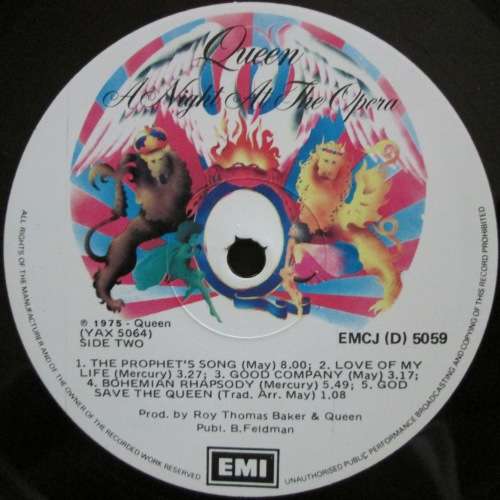 Queen
A Night At The Opera
℗ 1975 - Queen
(YAX 5064)
SIDE TWO
EMCJ (D) 5059
1. THE PROPHET'S SONG (May) 8.00; 2. LOVE OF MY
LIFE (Mercury) 3.27; 3. GOOD COMPANY (May) 3.17;
4. BOHEMIAN RHAPSODY (Mercury) 5.49; 5. GOD
SAVE THE QUEEN (Trad. Arr. May) 1.08
Prod. by Roy Thomas Baker & Queen
Publ. B.Feldman
EMI
ALL RIGHTS OF THE MANUFACTURER AND OF THE OWNER OF THE RECORDED WORK RESERVED
UNAUTHORISED PUBLIC PERFORMANCE BROADCASTING AND COPYING OF THIS RECORD PROHIBITED